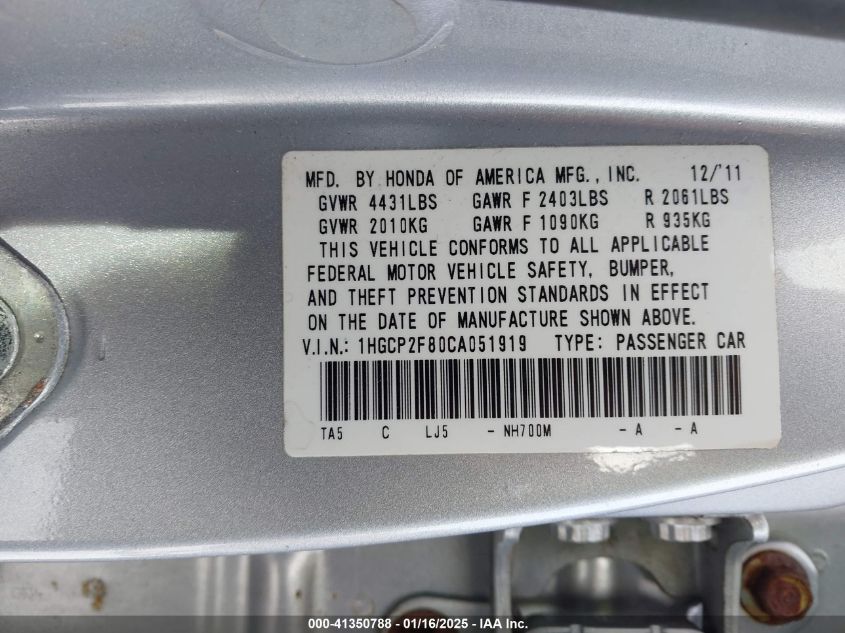 MFD. BY HONDA OF AMERICA MFG., INC. 12/'11
GVWR 4431LBS GAWR F 2403LBS R 2061LBS
GVWR 2010KG GAWR F 1090KG R 935KG
THIS VEHICLE CONFORMS TO ALL APPLICABLE
FEDERAL MOTOR VEHICLE SAFETY, BUMPER,
AND THEFT PREVENTION STANDARDS IN EFFECT
ON THE DATE OF MANUFACTURE SHOWN ABOVE.
V.I.N.: 1HGCP2F80CA051919 TYPE: PASSENGER CAR
TA5 C LJ5 - NH700M - A - A
000-41350788 - 01/16/2025 - IAAI.com